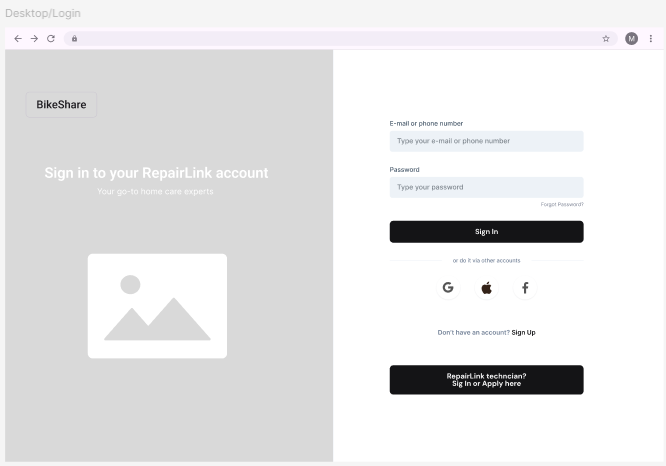 Desktop/Login
M
BikeShare
Sign in to your RepairLink account
Your go-to home care experts
E-mail or phone number
Type your e-mail or phone number
Password
Type your password
Forgot Password?
Sign In
or do it via other accounts
Don't have an account? Sign Up
RepairLink techncian?
Sig In or Apply here